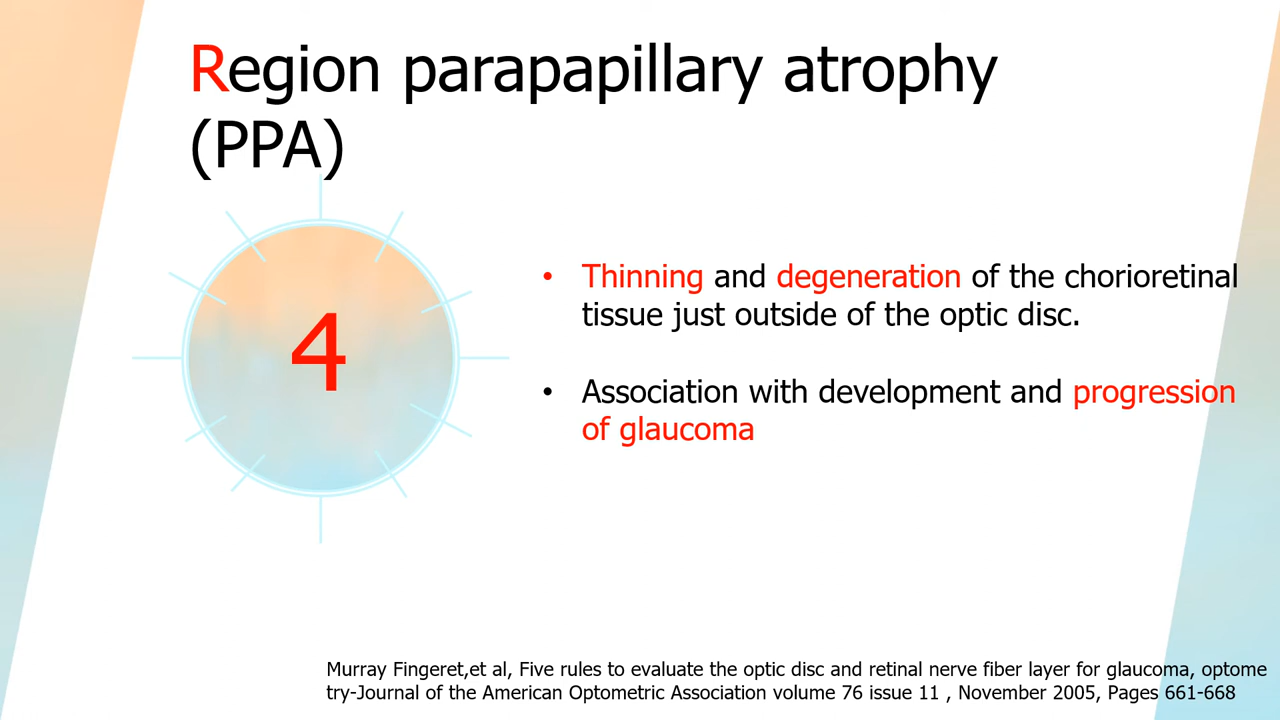 Region parapapillary atrophy
(PPA)
4
• Thinning and degeneration of the chorioretinal
tissue just outside of the optic disc.
• Association with development and progression
of glaucoma
Murray Fingeret,et al, Five rules to evaluate the optic disc and retinal nerve fiber layer for glaucoma, optome
try-Journal of the American Optometric Association volume 76 issue 11 , November 2005, Pages 661-668